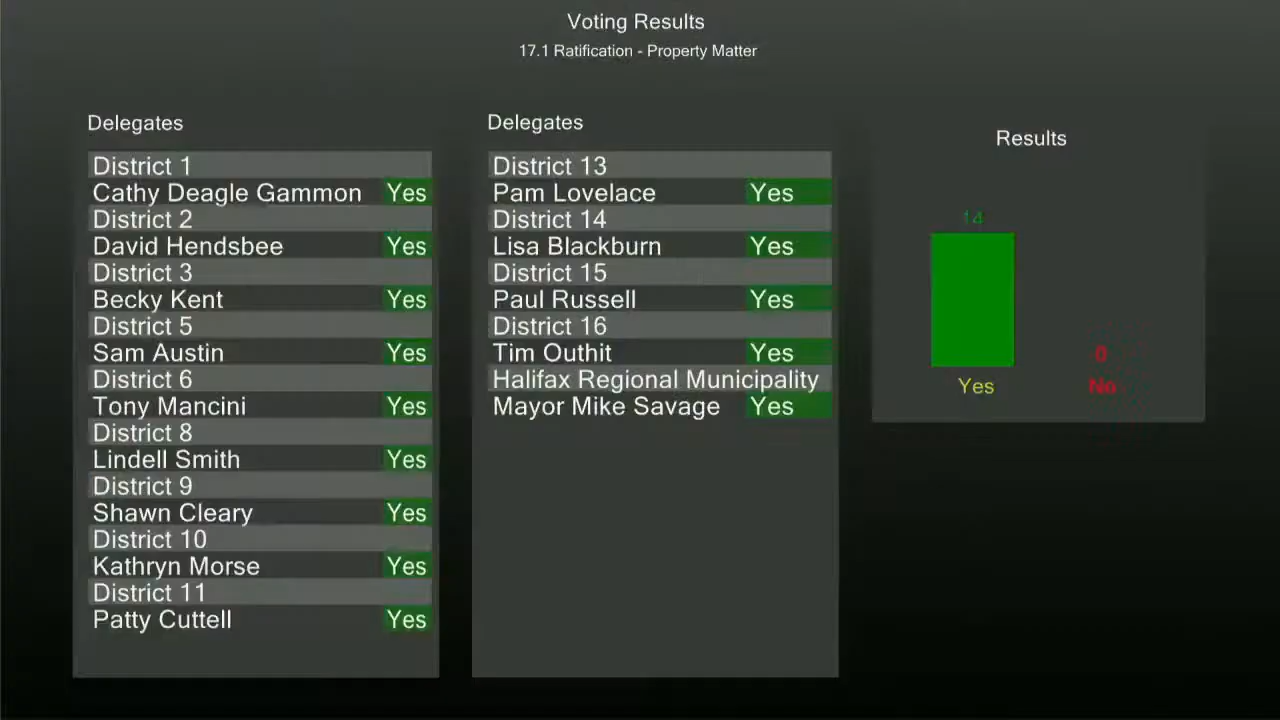 Voting Results
17.1 Ratification - Property Matter
Delegates
District 1
Cathy Deagle Gammon Yes
District 2
David Hendsbee Yes
District 3
Becky Kent Yes
District 5
Sam Austin Yes
District 6
Tony Mancini Yes
District 8
Lindell Smith Yes
District 9
Shawn Cleary Yes
District 10
Kathryn Morse Yes
District 11
Patty Cuttell Yes
Delegates
District 13
Pam Lovelace Yes
District 14
Lisa Blackburn Yes
District 15
Paul Russell Yes
District 16
Tim Outhit Yes
Halifax Regional Municipality
Mayor Mike Savage Yes
Results
14
0
Yes No